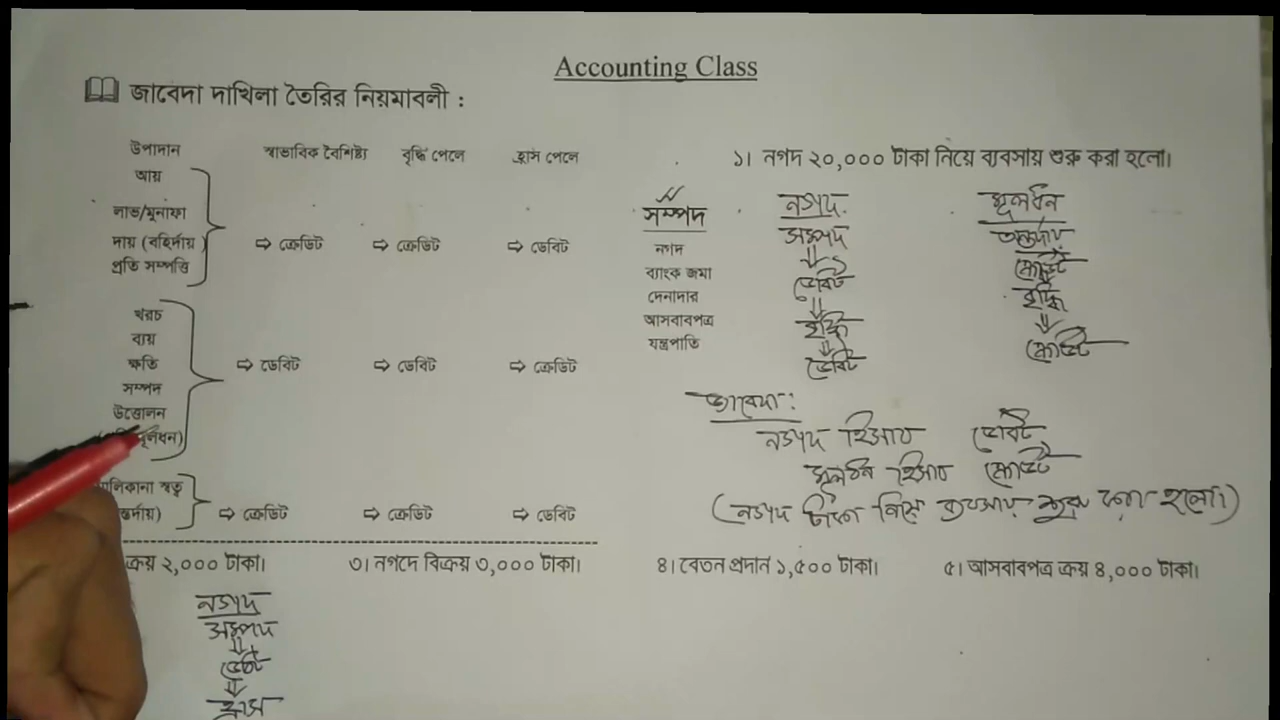 Accounting Class
জাবেদা দাখিলা তৈরির নিয়মাবলী :
উপাদান স্বাভাবিক বৈশিষ্ট্য বৃদ্ধি পেলে হ্রাস পেলে
আয়
লাভ/মুনাফা
দায় (বহির্দায়) ⇨ ক্রেডিট ⇨ ক্রেডিট ⇨ ডেবিট
প্রতি সম্পত্তি
খরচ
ব্যয়
ক্ষতি ⇨ ডেবিট ⇨ ডেবিট ⇨ ক্রেডিট
সম্পদ
উত্তোলন
মূলধন)
লিকানা স্বত্ব
র্দায়) ⇨ ক্রেডিট ⇨ ক্রেডিট ⇨ ডেবিট
১। নগদ ২০,০০০ টাকা নিয়ে ব্যবসায় শুরু করা হলো।
সম্পদ
নগদ
ব্যাংক জমা
দেনাদার
আসবাবপত্র
যন্ত্রপাতি
নগদ
সম্পদ
ডেবিট
বৃদ্ধি
ডেবিট
মূলধন
অন্তর্দায়
ক্রেডিট
বৃদ্ধি
ক্রেডিট
জাবেদা :
নগদ হিসাব ডেবিট
মূলধন হিসাব ক্রেডিট
(নগদ টাকা নিয়ে ব্যবসায় শুরু করা হলো।)
ক্রয় ২,০০০ টাকা। ৩। নগদে বিক্রয় ৩,০০০ টাকা। ৪। বেতন প্রদান ১,৫০০ টাকা। ৫। আসবাবপত্র ক্রয় ৪,০০০ টাকা।
নগদ
সম্পদ
ডেবিট
হ্রাস